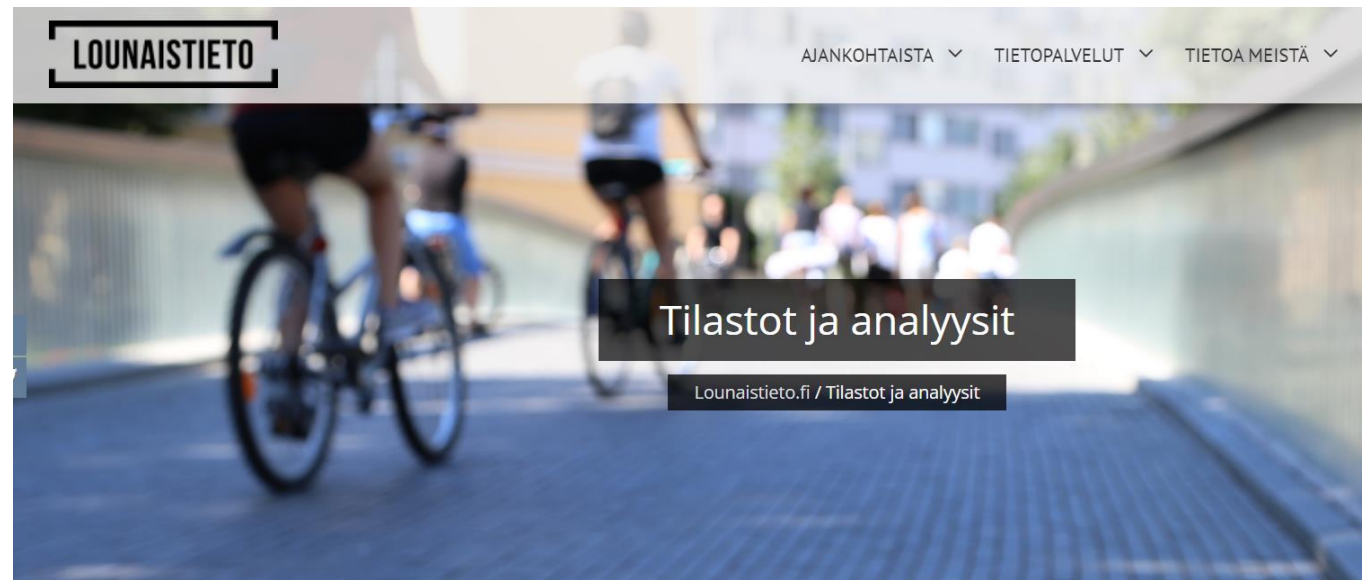 LOUNAISTIETO
AJANKOHTAISTA TIETOPALVELUT TIETOA MEISTÄ
Tilastot ja analyysit
Lounaistieto.fi / Tilastot ja analyysit